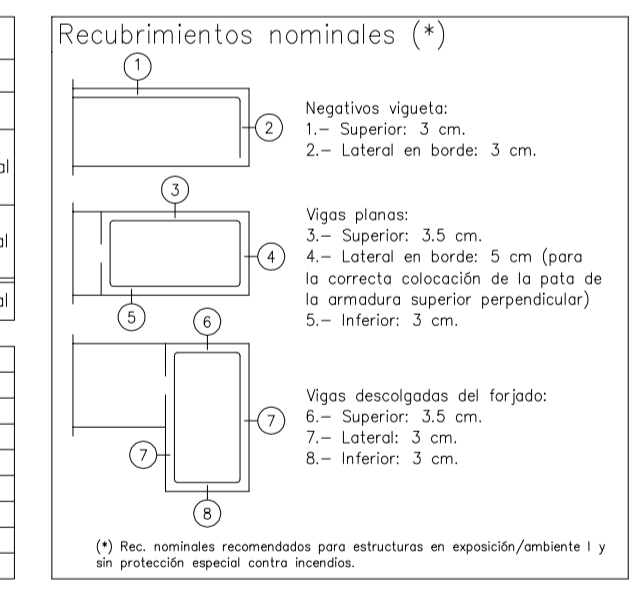 Recubrimientos nominales (*)
1
2
Negativos vigueta:
1.- Superior: 3 cm.
2.- Lateral en borde: 3 cm.
al
3
4
5
Vigas planas:
3.- Superior: 3.5 cm.
4.- Lateral en borde: 5 cm (para
la correcta colocación de la pata de
la armadura superior perpendicular)
5.- Inferior: 3 cm.
al
al
6
7
7
8
Vigas descolgadas del forjado:
6.- Superior: 3.5 cm.
7.- Lateral: 3 cm.
8.- Inferior: 3 cm.
(*) Rec. nominales recomendados para estructuras en exposición/ambiente I y
sin protección especial contra incendios.